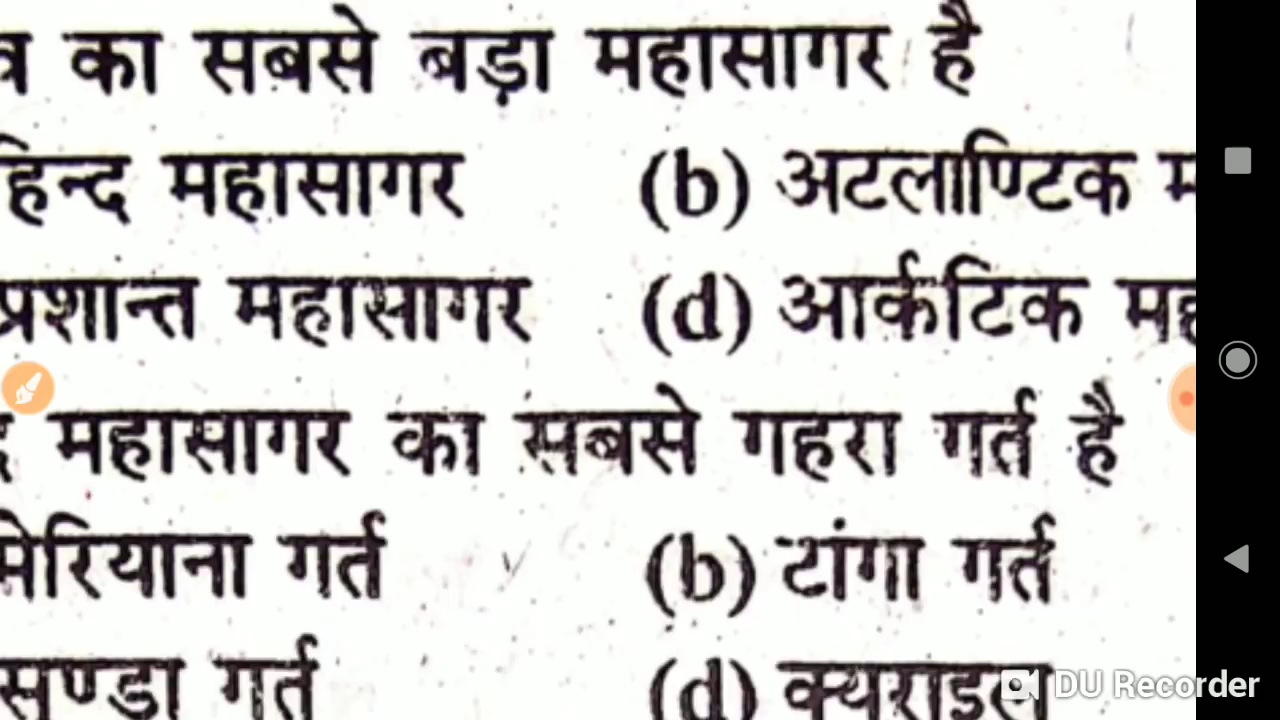 का सबसे बड़ा महासागर है
हिन्द महासागर (b) अटलाण्टिक
प्रशान्त महासागर (d) आर्कटिक
महासागर का सबसे गहरा गर्त है
मेरियाना गर्त (b) टांगा गर्त
सुण्डा गर्त (d) क्यूराइल
DU Recorder